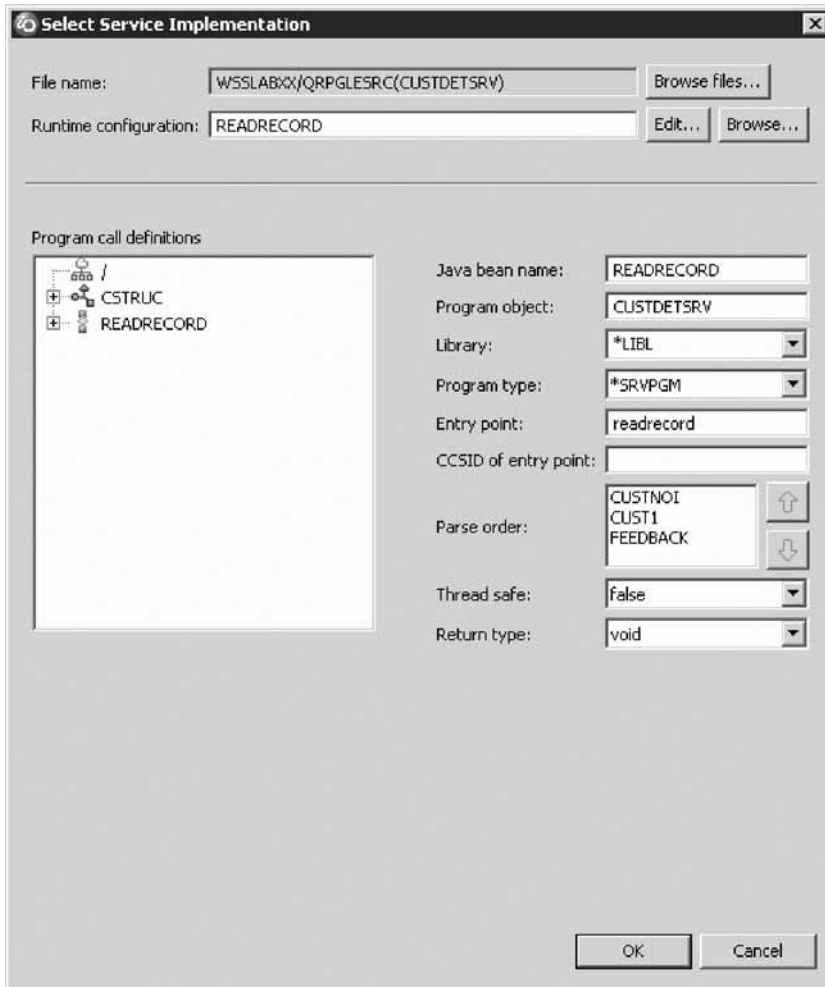 Select Service Implementation
File name: WSSLABXX/QRPGLESRC(CUSTDETSRV) Browse files...
Runtime configuration: READRECORD Edit... Browse...
Program call definitions
/
CSTRUC
READRECORD
Java bean name: READRECORD
Program object: CUSTDETSRV
Library: *LIBL
Program type: *SRVPGM
Entry point: readrecord
CCSID of entry point:
Parse order:
CUSTNOI
CUST1
FEEDBACK
Thread safe: false
Return type: void
OK Cancel